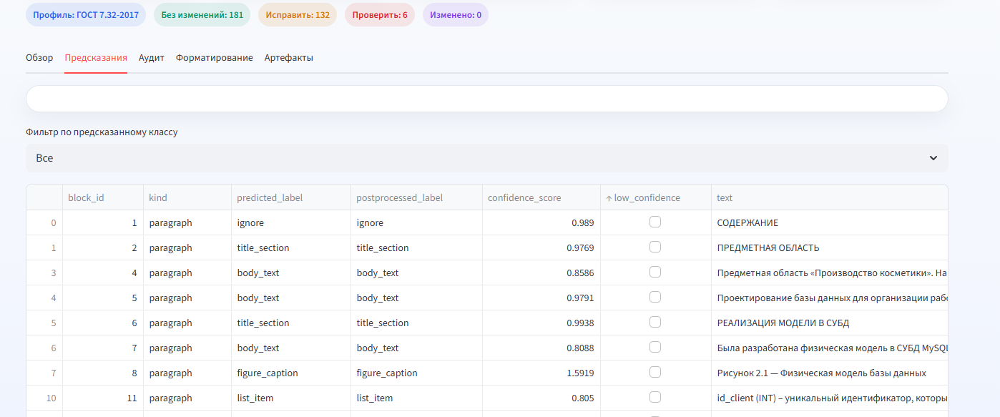 Профиль: ГОСТ 7.32-2017 Без изменений: 181 Исправить: 132 Проверить: 6 Изменено: 0
Обзор Предсказания Аудит Форматирование Артефакты
Фильтр по предсказанному классу
Все
block_id kind predicted_label postprocessed_label confidence_score ↑ low_confidence text
0 1 paragraph ignore ignore 0.989 СОДЕРЖАНИЕ
1 2 paragraph title_section title_section 0.9769 ПРЕДМЕТНАЯ ОБЛАСТЬ
3 4 paragraph body_text body_text 0.8586 Предметная область «Производство косметики». На
4 5 paragraph body_text body_text 0.9791 Проектирование базы данных для организации рабо
5 6 paragraph title_section title_section 0.9938 РЕАЛИЗАЦИЯ МОДЕЛИ В СУБД
6 7 paragraph body_text body_text 0.8088 Была разработана физическая модель в СУБД MySQL
7 8 paragraph figure_caption figure_caption 1.5919 Рисунок 2.1 — Физическая модель базы данных
10 11 paragraph list_item list_item 0.805 id_client (INT) – уникальный идентификатор, которы